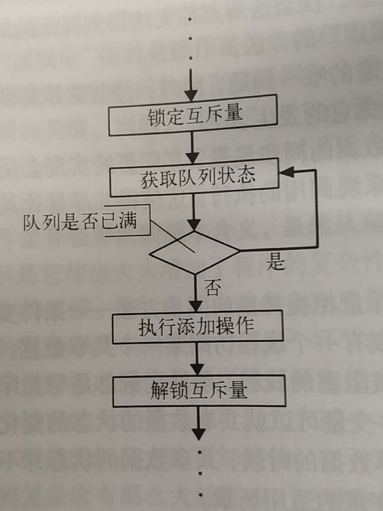 锁定互斥量
获取队列状态
队列是否已满
是
否
执行添加操作
解锁互斥量